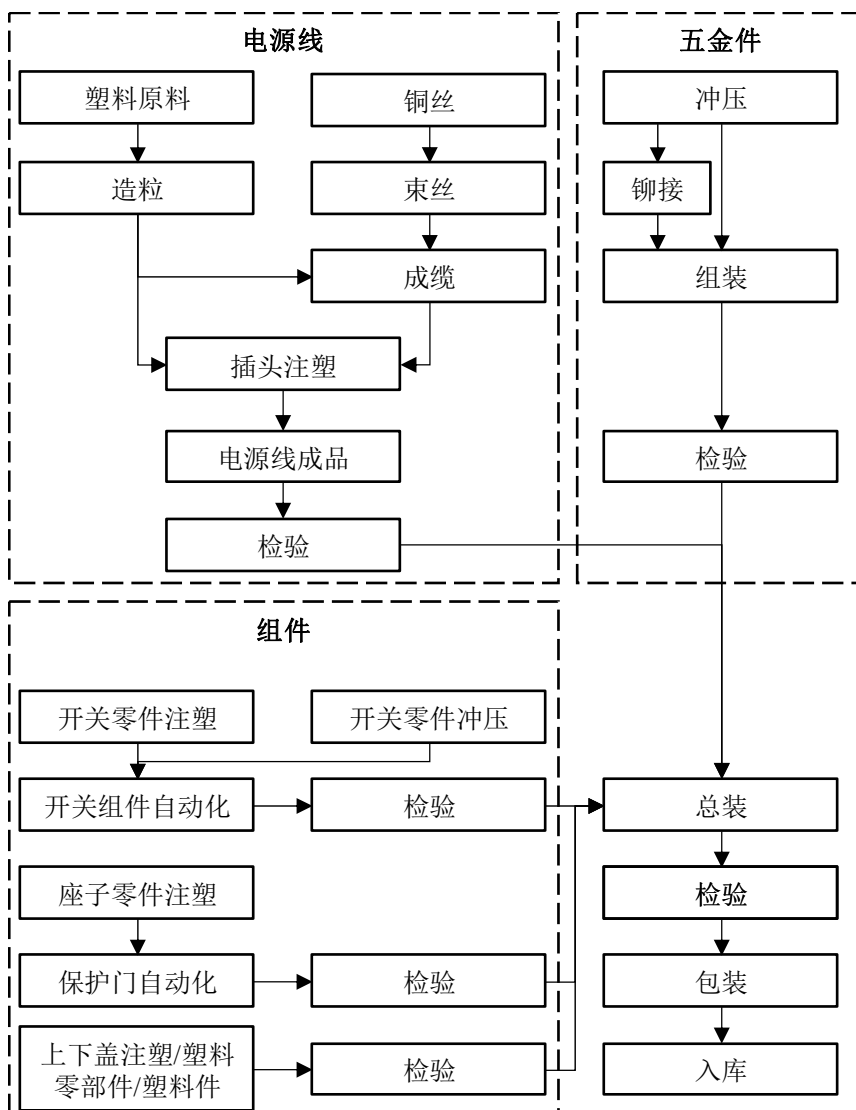 电源线
塑料原料
铜丝
造粒
束丝
成缆
插头注塑
电源线成品
检验
五金件
冲压
铆接
组装
检验
组件
开关零件注塑
开关零件冲压
开关组件自动化
检验
座子零件注塑
保护门自动化
检验
上下盖注塑/塑料
零部件/塑料件
检验
总装
检验
包装
入库